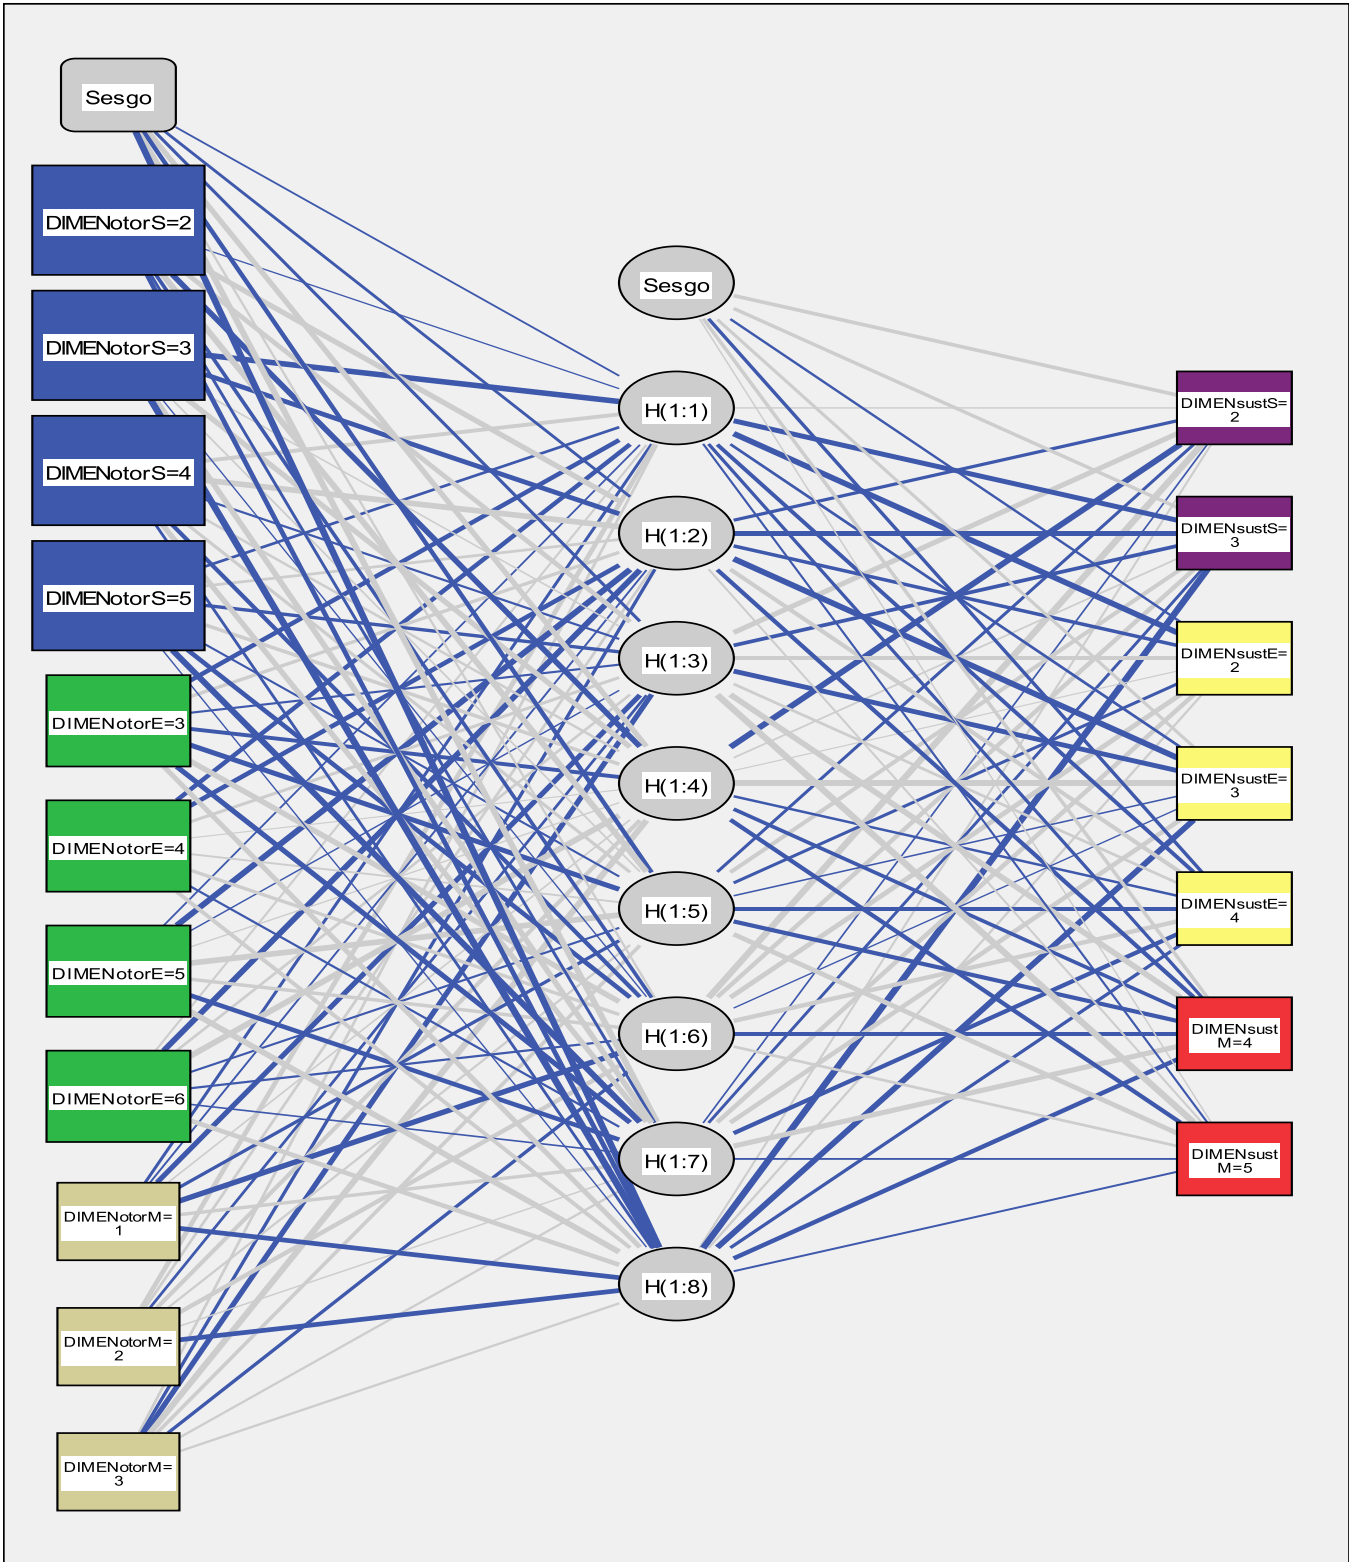 Sesgo
DIMENotorS=2
DIMENotorS=3
DIMENotorS=4
DIMENotorS=5
DIMENotorE=3
DIMENotorE=4
DIMENotorE=5
DIMENotorE=6
DIMENotorM=
1
DIMENotorM=
2
DIMENotorM=
3
Sesgo
H(1:1)
H(1:2)
H(1:3)
H(1:4)
H(1:5)
H(1:6)
H(1:7)
H(1:8)
DIMENsustS=
2
DIMENsustS=
3
DIMENsustE=
2
DIMENsustE=
3
DIMENsustE=
4
DIMENsust
M=4
DIMENsust
M=5